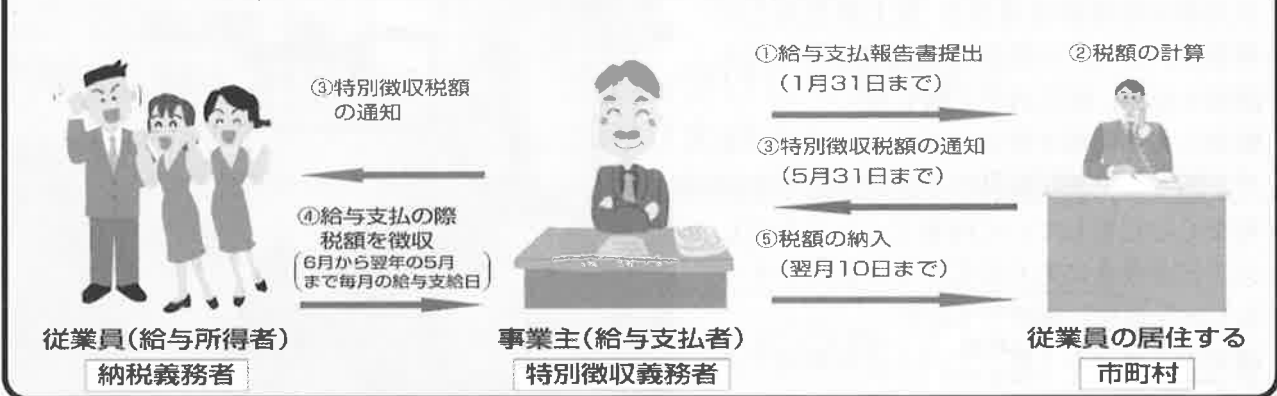 ③特別徴収税額
の通知
④給与支払の際
税額を徴収
(6月から翌年の5月
まで毎月の給与支給日)
①給与支払報告書提出
(1月31日まで)
③特別徴収税額の通知
(5月31日まで)
⑤税額の納入
(翌月10日まで)
②税額の計算
従業員(給与所得者)
納税義務者
事業主(給与支払者)
特別徴収義務者
従業員の居住する
市町村